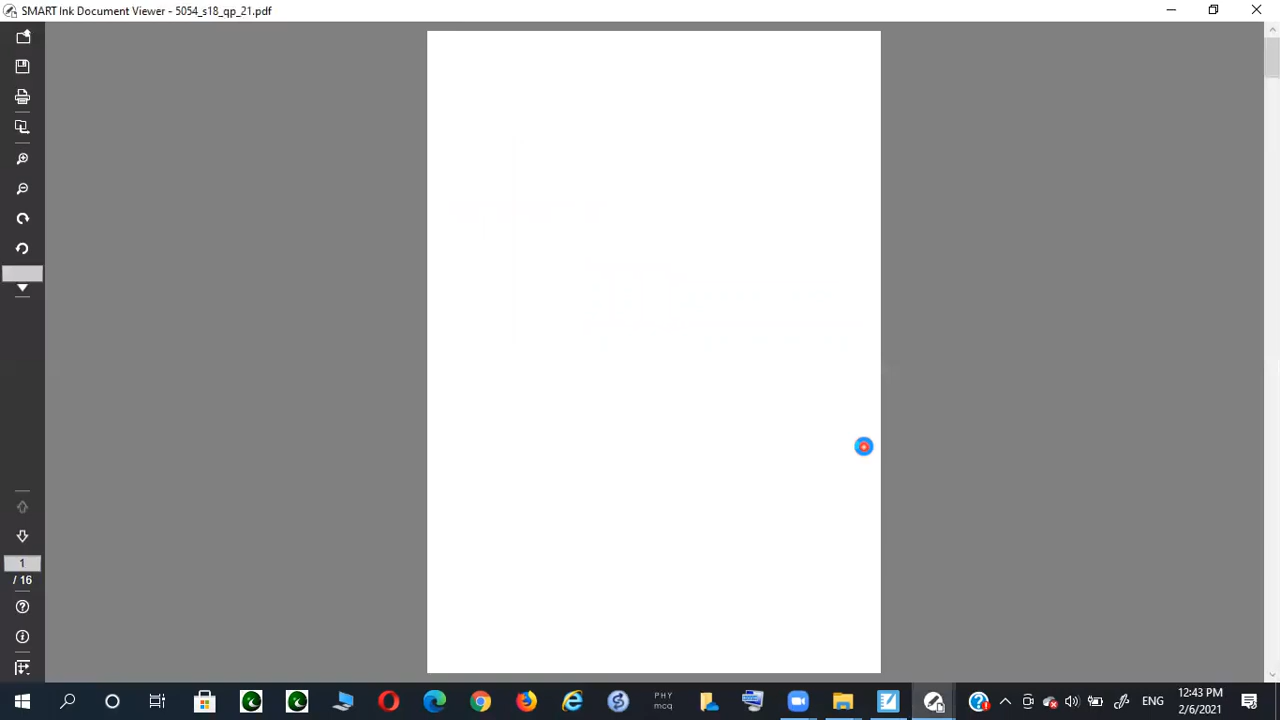 SMART Ink Document Viewer - 5054_s18_qp_21.pdf
1
/ 16
PHY
mcq
ENG
12:43 PM
2/6/2021